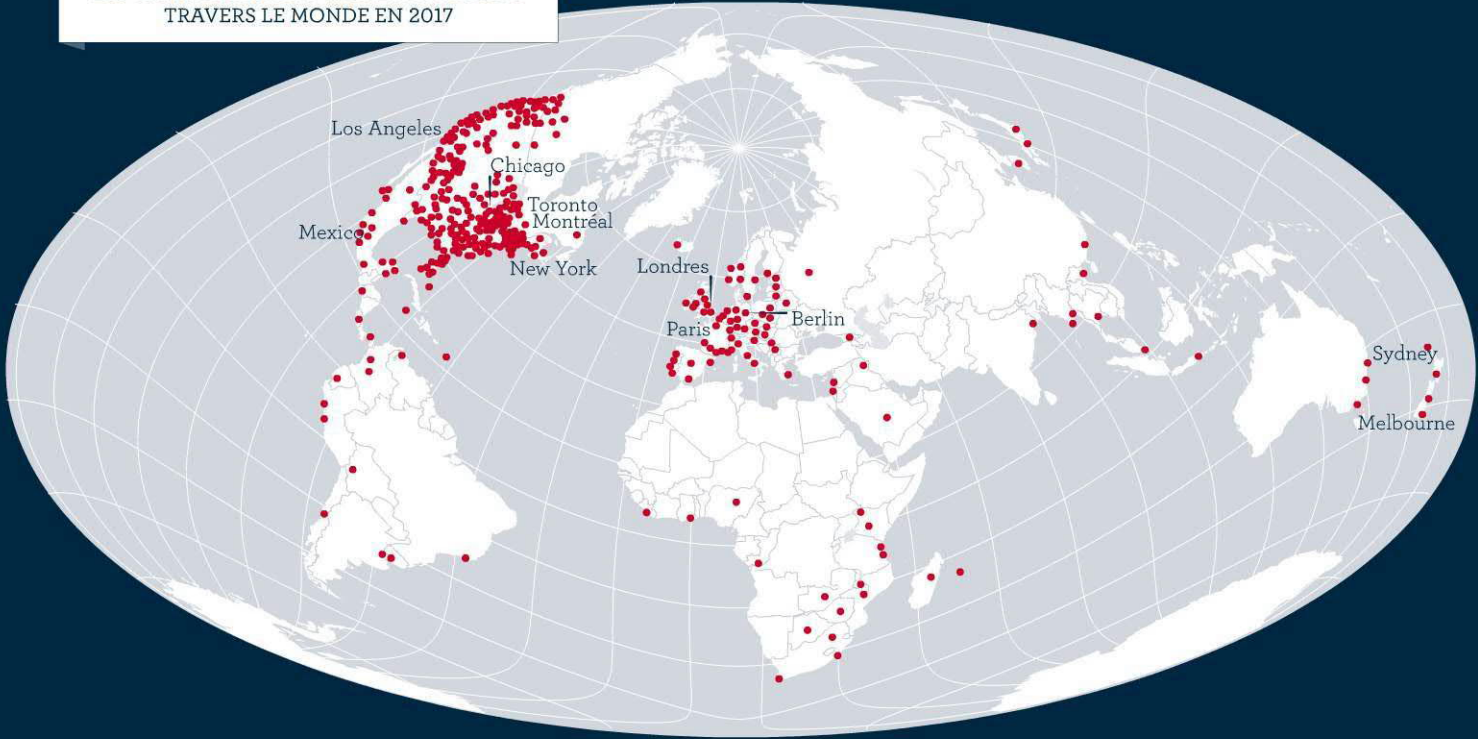 TRAVERS LE MONDE EN 2017
Los Angeles
Chicago
Toronto
Montréal
Mexico
New York
Londres
Berlin
Paris
Sydney
Melbourne